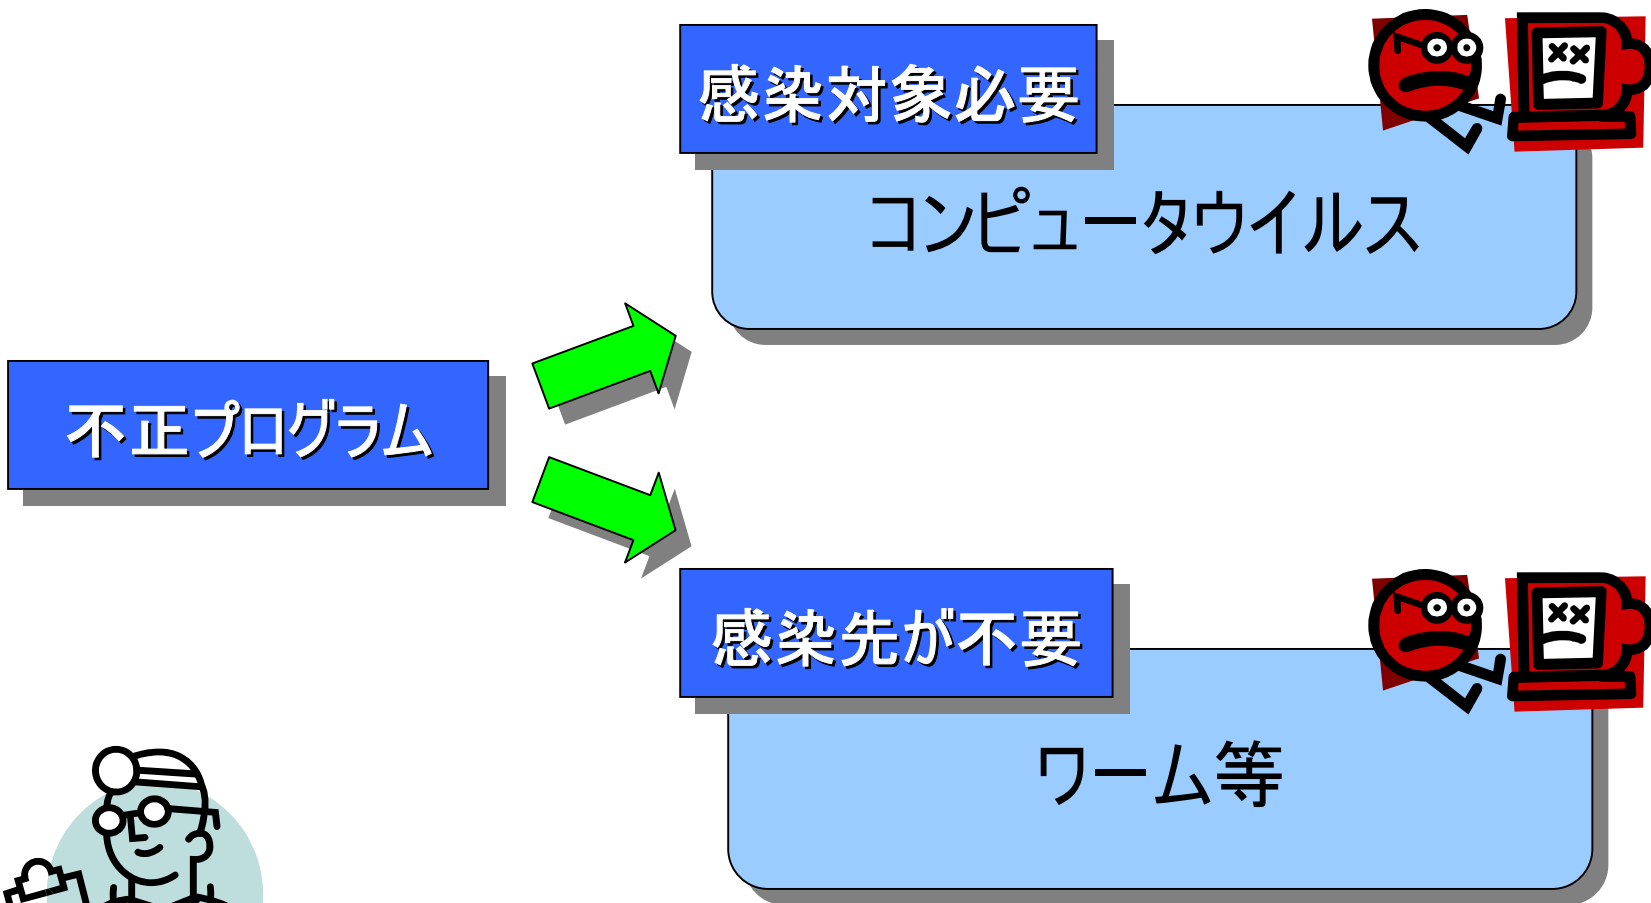 感染対象必要
コンピュータウイルス
不正プログラム
感染先が不要
ワーム等